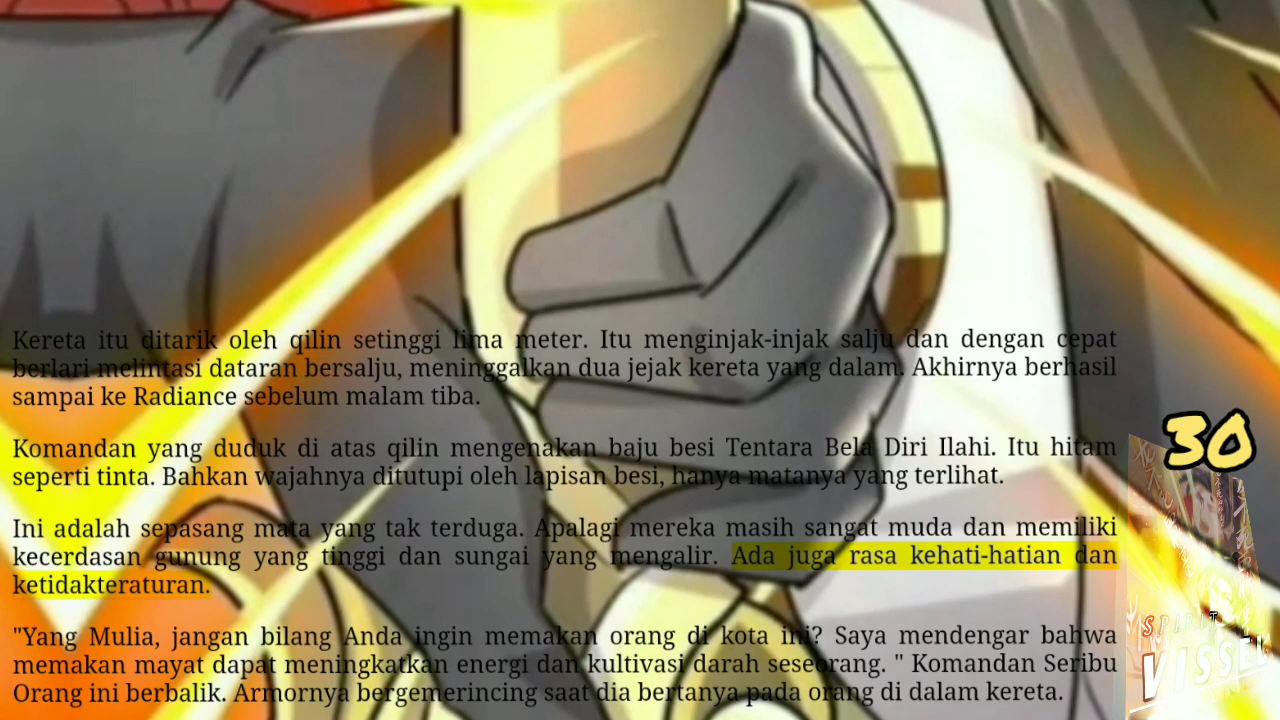 Kereta itu ditarik oleh qilin setinggi lima meter. Itu menginjak-injak salju dan dengan cepat
berlari melintasi dataran bersalju, meninggalkan dua jejak kereta yang dalam. Akhirnya berhasil
sampai ke Radiance sebelum malam tiba.
Komandan yang duduk di atas qilin mengenakan baju besi Tentara Bela Diri Ilahi. Itu hitam
seperti tinta. Bahkan wajahnya ditutupi oleh lapisan besi, hanya matanya yang terlihat.
Ini adalah sepasang mata yang tak terduga. Apalagi mereka masih sangat muda dan memiliki
kecerdasan gunung yang tinggi dan sungai yang mengalir. Ada juga rasa kehati-hatian dan
ketidakteraturan.
"Yang Mulia, jangan bilang Anda ingin memakan orang di kota ini? Saya mendengar bahwa
memakan mayat dapat meningkatkan energi dan kultivasi darah seseorang. " Komandan Seribu
Orang ini berbalik. Armornya bergemerincing saat dia bertanya pada orang di dalam kereta.
30
SPIRIT
VISSEL